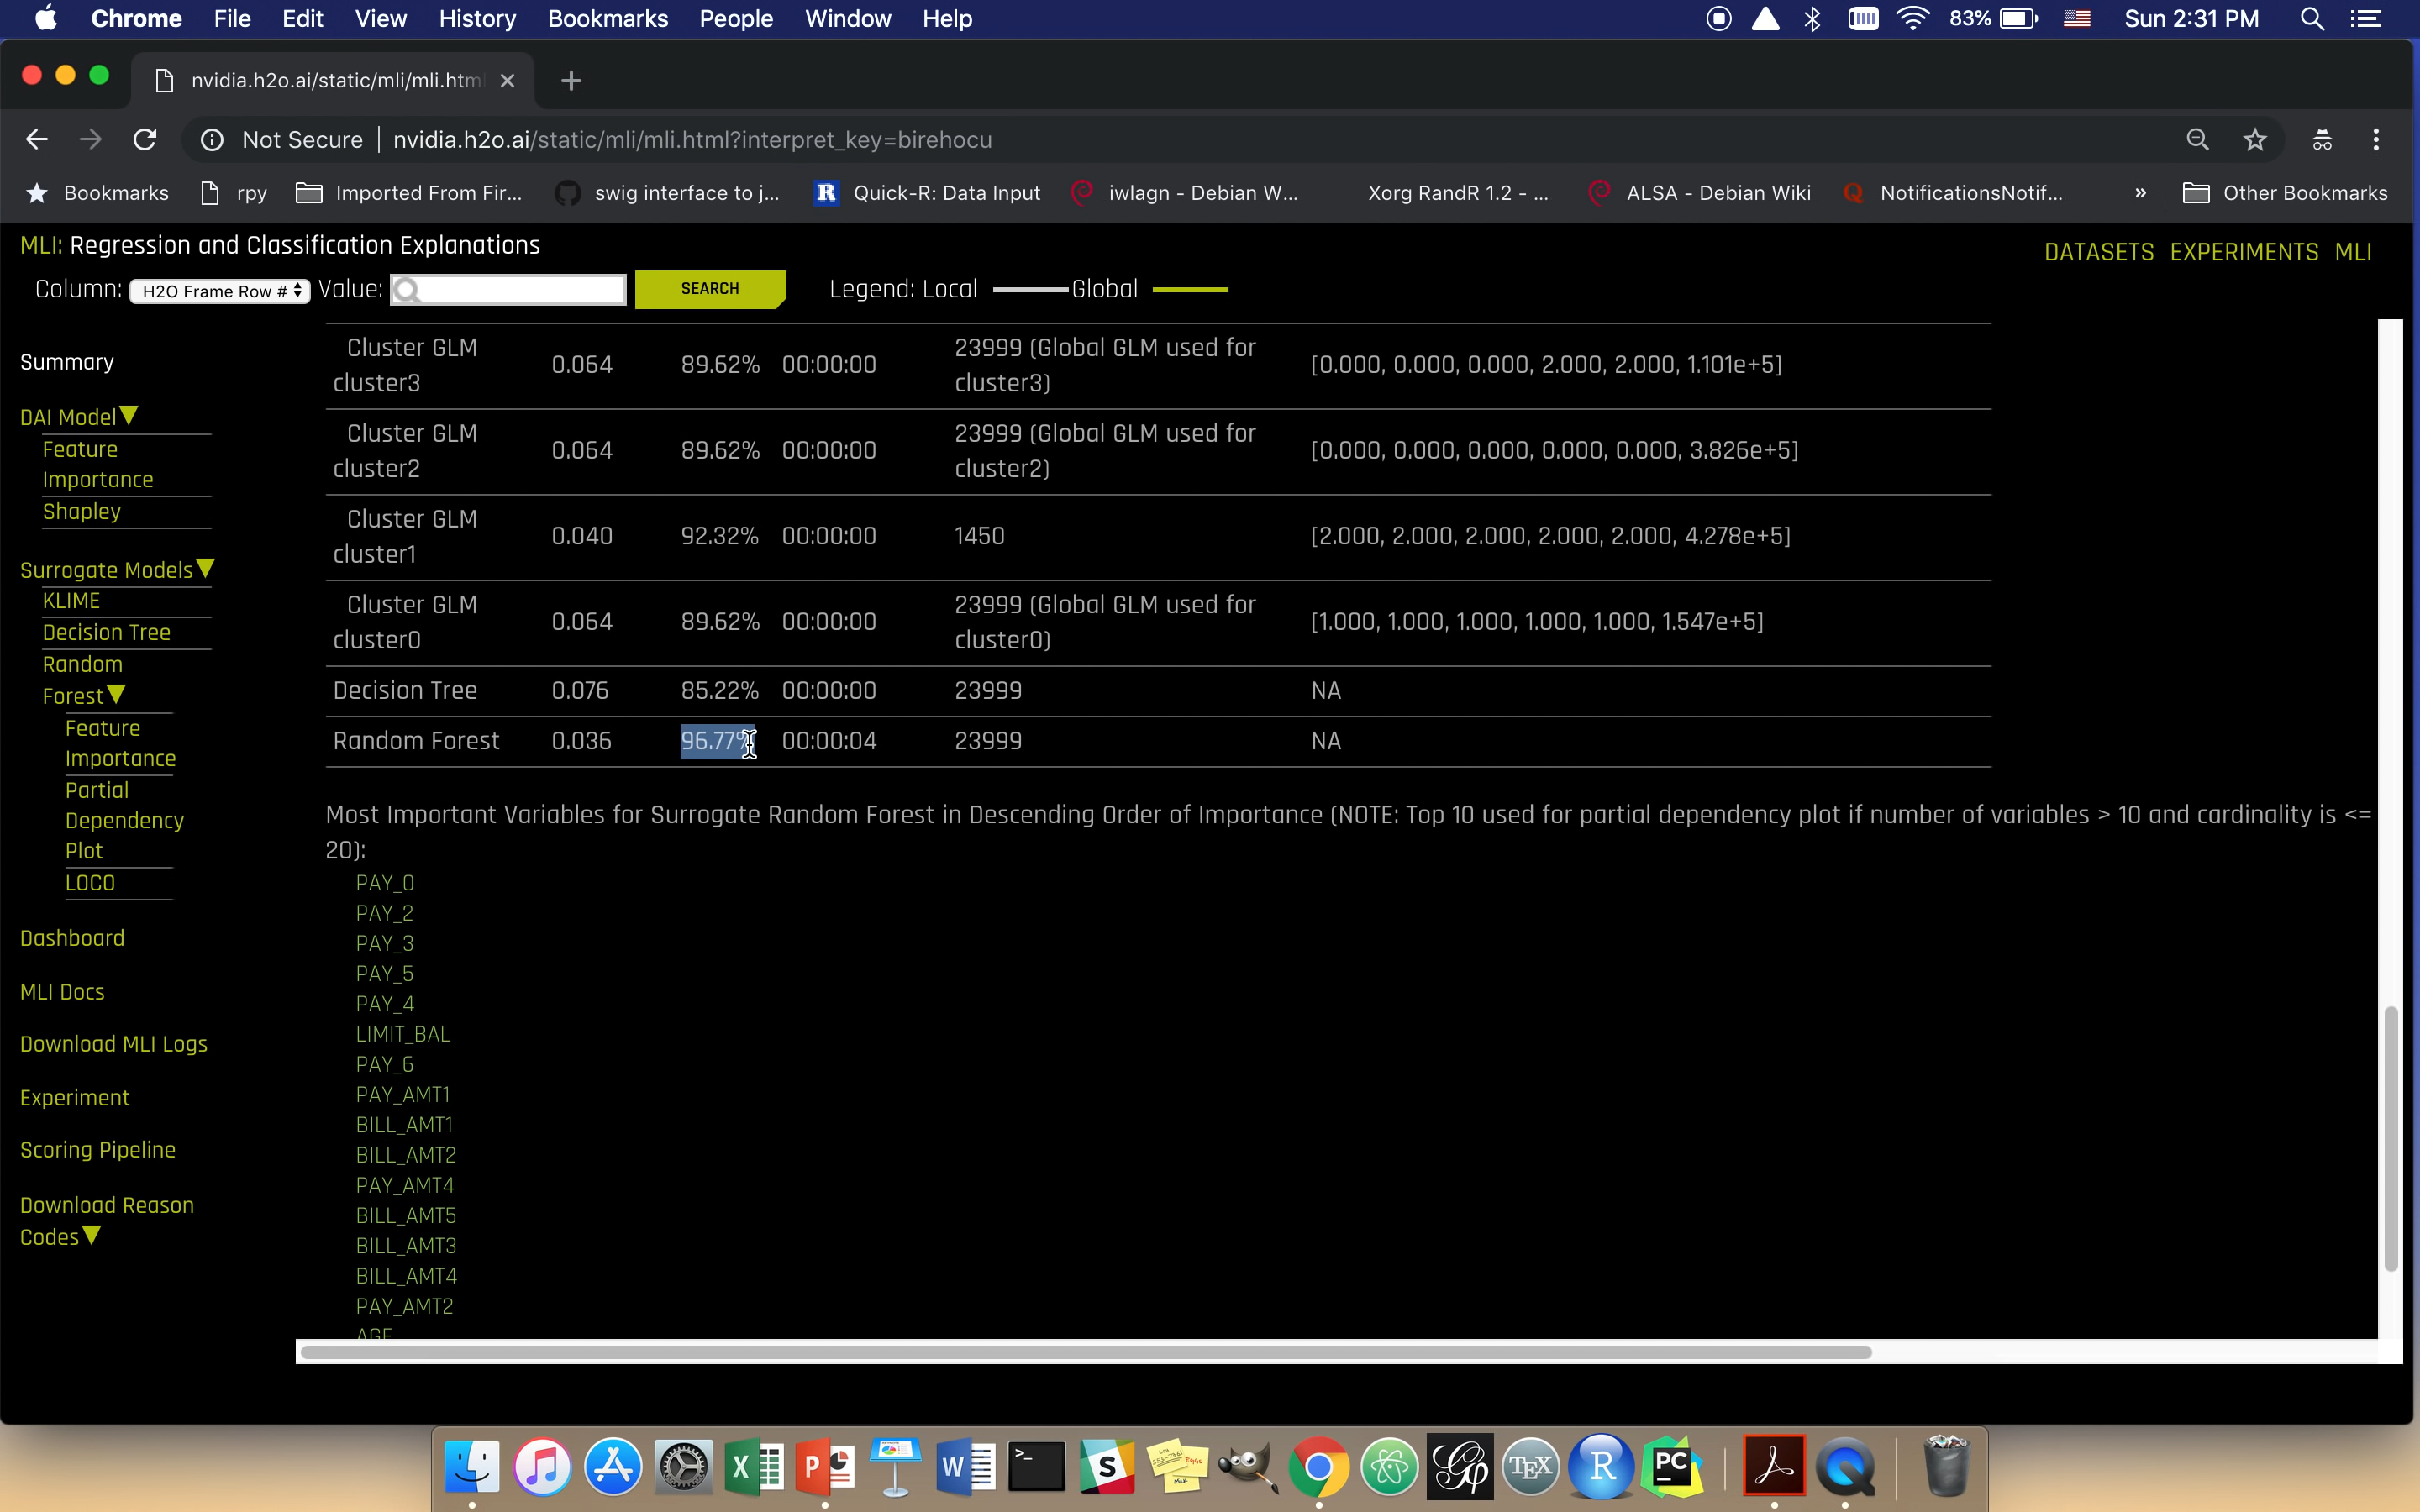 Chrome File Edit View History Bookmarks People Window Help 83% Sun 2:31 PM
nvidia.h2o.ai/static/mli/mli.htm
Not Secure nvidia.h2o.ai/static/mli/mli.html?interpret_key=birehocu
Bookmarks rpy Imported From Fir... swig interface to j... R Quick-R: Data Input iwlagn - Debian W... Xorg RandR 1.2 - ... ALSA - Debian Wiki NotificationsNotif... » Other Bookmarks
MLI: Regression and Classification Explanations
DATASETS EXPERIMENTS MLI
Column: H2O Frame Row # Value: SEARCH Legend: Local Global
Summary
DAI Model
Feature
Importance
Shapley
Surrogate Models
KLIME
Decision Tree
Random
Forest
Feature
Importance
Partial
Dependency
Plot
LOCO
Dashboard
MLI Docs
Download MLI Logs
Experiment
Scoring Pipeline
Download Reason
Codes
Cluster GLM
cluster3
0.064 89.62% 00:00:00
23999 (Global GLM used for
cluster3)
[0.000, 0.000, 0.000, 2.000, 2.000, 1.101e+5]
Cluster GLM
cluster2
0.064 89.62% 00:00:00
23999 (Global GLM used for
cluster2)
[0.000, 0.000, 0.000, 0.000, 0.000, 3.826e+5]
Cluster GLM
cluster1
0.040 92.32% 00:00:00
1450
[2.000, 2.000, 2.000, 2.000, 2.000, 4.278e+5]
Cluster GLM
cluster0
0.064 89.62% 00:00:00
23999 (Global GLM used for
cluster0)
[1.000, 1.000, 1.000, 1.000, 1.000, 1.547e+5]
Decision Tree 0.076 85.22% 00:00:00 23999 NA
Random Forest 0.036 96.77% 00:00:04 23999 NA
Most Important Variables for Surrogate Random Forest in Descending Order of Importance (NOTE: Top 10 used for partial dependency plot if number of variables > 10 and cardinality is <=
20):
PAY_0
PAY_2
PAY_3
PAY_5
PAY_4
LIMIT_BAL
PAY_6
PAY_AMT1
BILL_AMT1
BILL_AMT2
PAY_AMT4
BILL_AMT5
BILL_AMT3
BILL_AMT4
PAY_AMT2
AGE
X P W >_ S TEX R PC